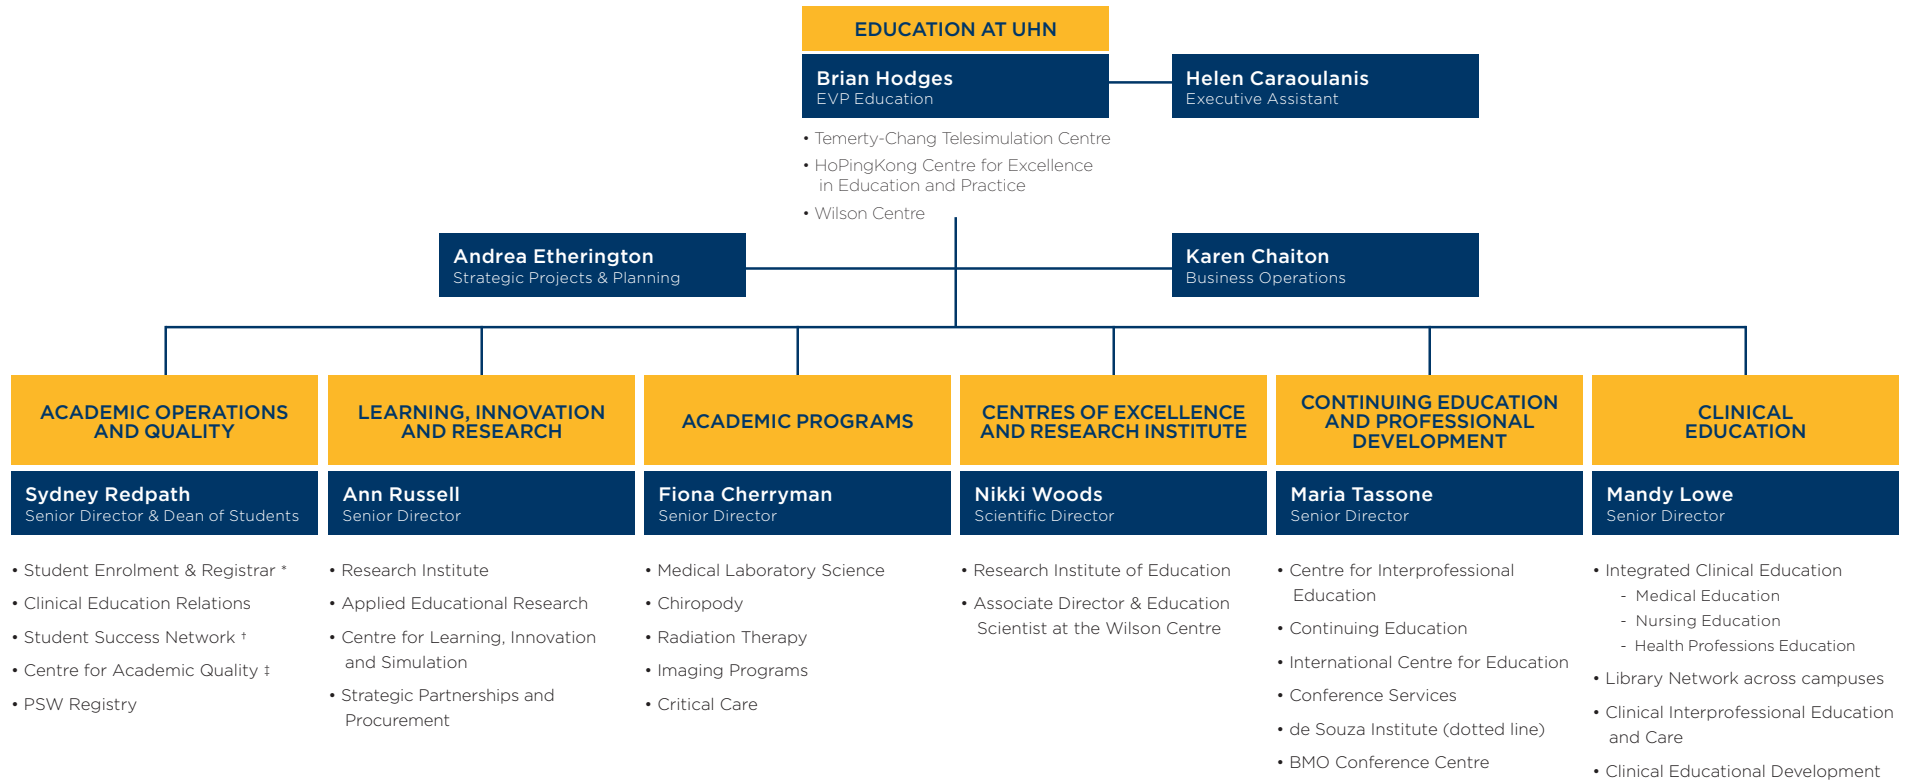 EDUCATION AT UHN
Brian Hodges
EVP Education
Helen Caraoulanis
Executive Assistant
• Temerty-Chang Telesimulation Centre
• HoPingKong Centre for Excellence
in Education and Practice
• Wilson Centre
Andrea Etherington
Strategic Projects & Planning
Karen Chaiton
Business Operations
ACADEMIC OPERATIONS
AND QUALITY
Sydney Redpath
Senior Director & Dean of Students
• Student Enrolment & Registrar *
• Clinical Education Relations
• Student Success Network †
• Centre for Academic Quality ‡
• PSW Registry
LEARNING, INNOVATION
AND RESEARCH
Ann Russell
Senior Director
• Research Institute
• Applied Educational Research
• Centre for Learning, Innovation
and Simulation
• Strategic Partnerships and
Procurement
ACADEMIC PROGRAMS
Fiona Cherryman
Senior Director
• Medical Laboratory Science
• Chiropody
• Radiation Therapy
• Imaging Programs
• Critical Care
CENTRES OF EXCELLENCE
AND RESEARCH INSTITUTE
Nikki Woods
Scientific Director
• Research Institute of Education
• Associate Director & Education
Scientist at the Wilson Centre
CONTINUING EDUCATION
AND PROFESSIONAL
DEVELOPMENT
Maria Tassone
Senior Director
• Centre for Interprofessional
Education
• Continuing Education
• International Centre for Education
• Conference Services
• de Souza Institute (dotted line)
• BMO Conference Centre
CLINICAL
EDUCATION
Mandy Lowe
Senior Director
• Integrated Clinical Education
- Medical Education
- Nursing Education
- Health Professions Education
• Library Network across campuses
• Clinical Interprofessional Education
and Care
• Clinical Educational Development